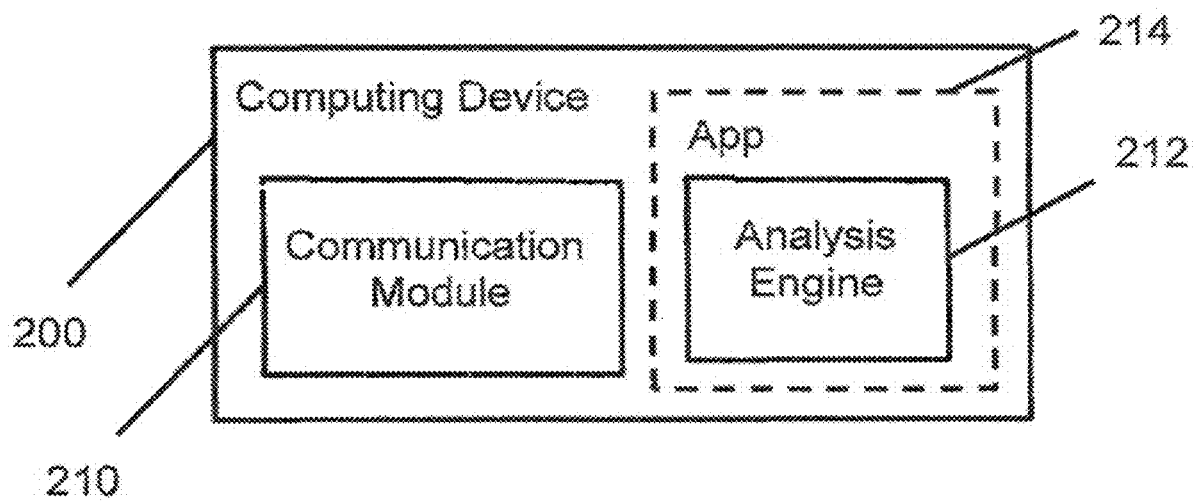 214
Computing Device
App
212
Communication
Module
Analysis
Engine
200
210